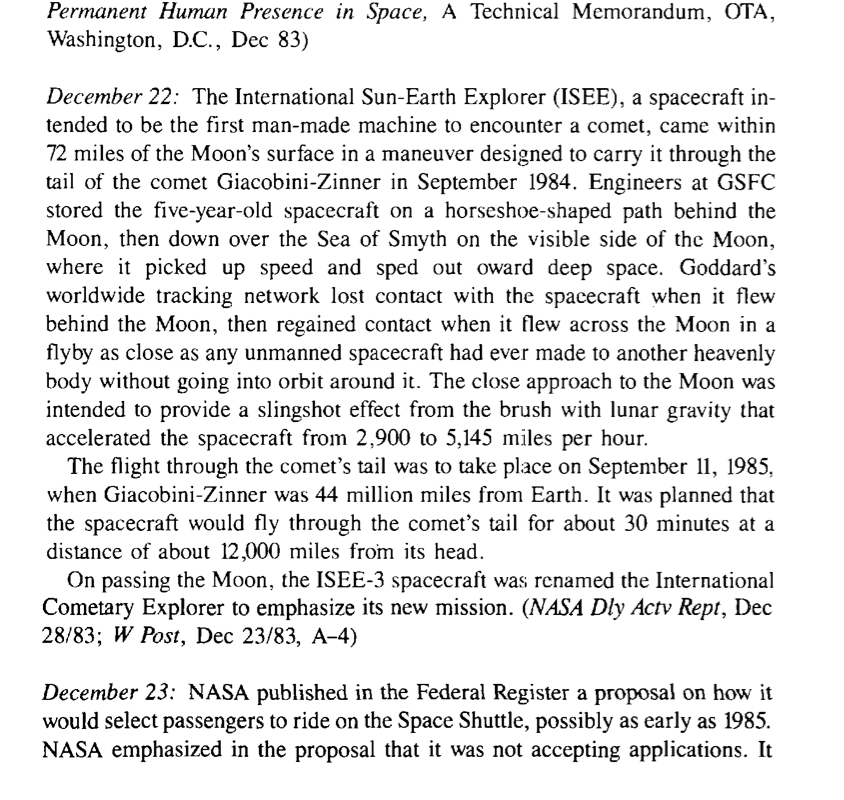 Permanent Human Presence in Space, A Technical Memorandum, OTA,
Washington, D.C., Dec 83)
December 22: The International Sun-Earth Explorer (ISEE), a spacecraft in-
tended to be the first man-made machine to encounter a comet, came within
72 miles of the Moon's surface in a maneuver designed to carry it through the
tail of the comet Giacobini-Zinner in September 1984. Engineers at GSFC
stored the five-year-old spacecraft on a horseshoe-shaped path behind the
Moon, then down over the Sea of Smyth on the visible side of the Moon,
where it picked up speed and sped out oward deep space. Goddard's
worldwide tracking network lost contact with the spacecraft when it flew
behind the Moon, then regained contact when it flew across the Moon in a
flyby as close as any unmanned spacecraft had ever made to another heavenly
body without going into orbit around it. The close approach to the Moon was
intended to provide a slingshot effect from the brush with lunar gravity that
accelerated the spacecraft from 2,900 to 5,145 miles per hour.
The flight through the comet's tail was to take place on September 11, 1985,
when Giacobini-Zinner was 44 million miles from Earth. It was planned that
the spacecraft would fly through the comet's tail for about 30 minutes at a
distance of about 12,000 miles from its head.
On passing the Moon, the ISEE-3 spacecraft was renamed the International
Cometary Explorer to emphasize its new mission. (NASA Dly Actv Rept, Dec
28/83; W Post, Dec 23/83, A–4)
December 23: NASA published in the Federal Register a proposal on how it
would select passengers to ride on the Space Shuttle, possibly as early as 1985.
NASA emphasized in the proposal that it was not accepting applications. It